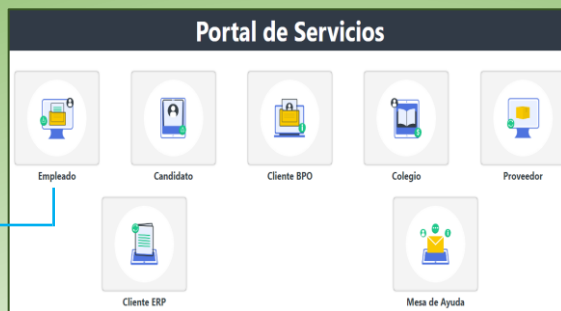 Portal de Servicios
Empleado
Candidato
Cliente BPO
Colegio
Proveedor
Cliente ERP
Mesa de Ayuda